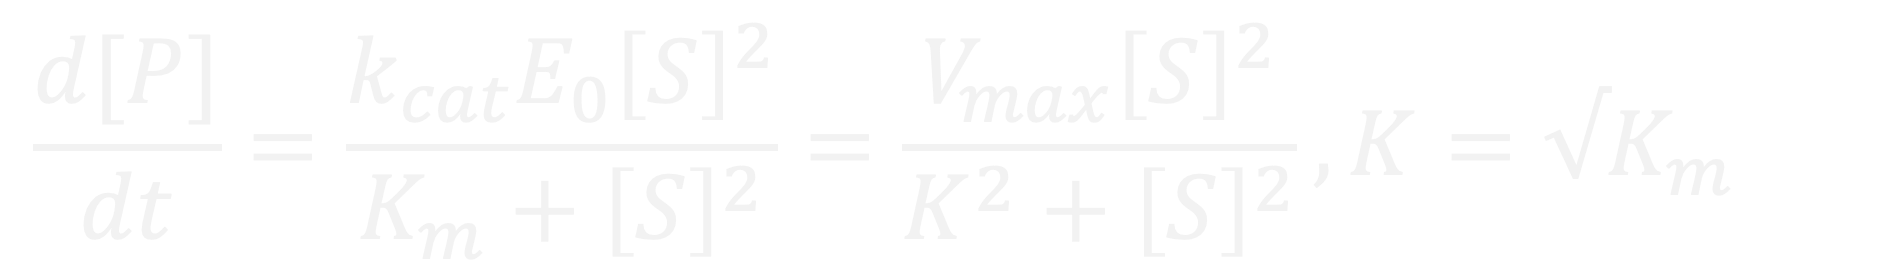 d[P]/dt = k_cat E_0 [S]^2 / (K_m + [S]^2) = V_max [S]^2 / (K^2 + [S]^2), K = √K_m